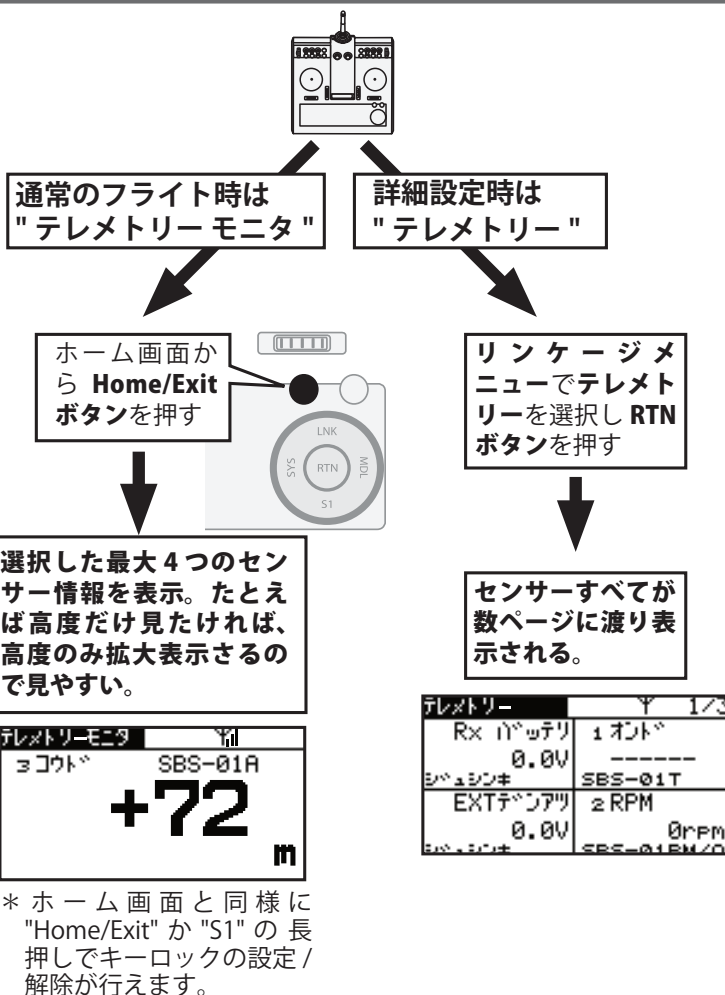 通常のフライト時は
" テレメトリー モニタ "
詳細設定時は
" テレメトリー "
ホーム画面か
ら Home/Exit
ボタンを押す
LNK
SYS
RTN
MDL
S1
リンケージメ
ニューでテレメト
リーを選択し RTN
ボタンを押す
選択した最大 4 つのセン
サー情報を表示。たとえ
ば高度だけ見たければ、
高度のみ拡大表示さるの
で見やすい。
センサーすべてが
数ページに渡り表
示される。
テレメトリーモニタ
3 コウド SBS-01A
+72
m
テレメトリー 1/3
Rx バッテリ
0.0V
ジュシンキ
1 オンド
------
SBS-01T
EXTデンアツ
0.0V
ジュシンキ
2 RPM
0rpm
SBS-01RM/O
＊ホーム画面と同様に
"Home/Exit" か "S1" の 長
押しでキーロックの設定 /
解除が行えます。